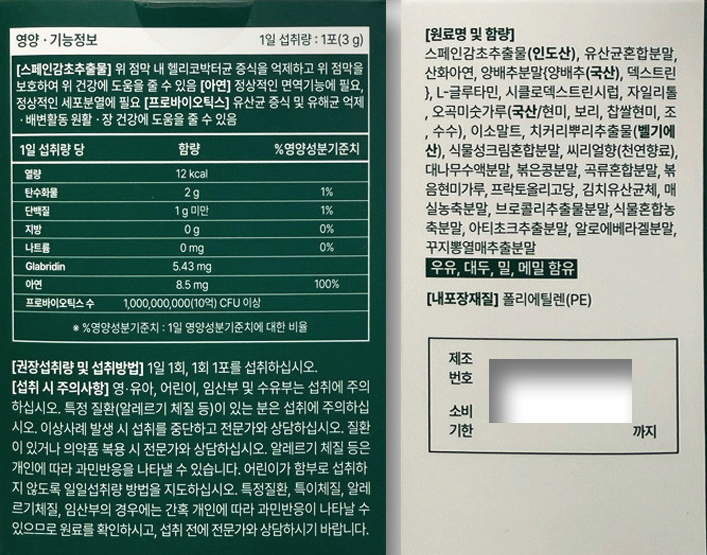 영양·기능정보 1일 섭취량 : 1포(3 g)
[스페인감초추출물] 위 점막 내 헬리코박터균 증식을 억제하고 위 점막을
보호하여 위 건강에 도움을 줄 수 있음 [아연] 정상적인 면역기능에 필요,
정상적인 세포분열에 필요 [프로바이오틱스] 유산균 증식 및 유해균 억제
·배변활동 원활·장 건강에 도움을 줄 수 있음
1일 섭취량 당 함량 %영양성분기준치
열량 12 kcal
탄수화물 2 g 1%
단백질 1 g 미만 1%
지방 0 g 0%
나트륨 0 mg 0%
Glabridin 5.43 mg
아연 8.5 mg 100%
프로바이오틱스 수 1,000,000,000(10억) CFU 이상
※ %영양성분기준치 : 1일 영양성분기준치에 대한 비율
[권장섭취량 및 섭취방법] 1일 1회, 1회 1포를 섭취하십시오.
[섭취 시 주의사항] 영·유아, 어린이, 임산부 및 수유부는 섭취에 주의
하십시오. 특정 질환(알레르기 체질 등)이 있는 분은 섭취에 주의하십
시오. 이상사례 발생 시 섭취를 중단하고 전문가와 상담하십시오. 질환
이 있거나 의약품 복용 시 전문가와 상담하십시오. 알레르기 체질 등은
개인에 따라 과민반응을 나타낼 수 있습니다. 어린이가 함부로 섭취하
지 않도록 일일섭취량 방법을 지도하십시오. 특정질환, 특이체질, 알레
르기체질, 임산부의 경우에는 간혹 개인에 따라 과민반응이 나타날 수
있으므로 원료를 확인하시고, 섭취 전에 전문가와 상담하시기 바랍니다.
[원료명 및 함량]
스페인감초추출물(인도산), 유산균혼합분말,
산화아연, 양배추분말{양배추(국산), 덱스트린
}, L-글루타민, 시클로덱스트린시럽, 자일리톨
, 오곡미숫가루(국산/현미, 보리, 찹쌀현미, 조
, 수수), 이소말트, 치커리뿌리추출물(벨기에
산), 식물성크림혼합분말, 씨리얼향(천연향료),
대나무수액분말, 볶은콩분말, 곡류혼합분말, 볶
음현미가루, 프락토올리고당, 김치유산균체, 매
실농축분말, 브로콜리추출물분말,식물혼합농
축분말, 아티초크추출분말, 알로에베라겔분말,
꾸지뽕열매추출분말
우유, 대두, 밀, 메밀 함유
[내포장재질] 폴리에틸렌(PE)
제조
번호
소비
기한 까지